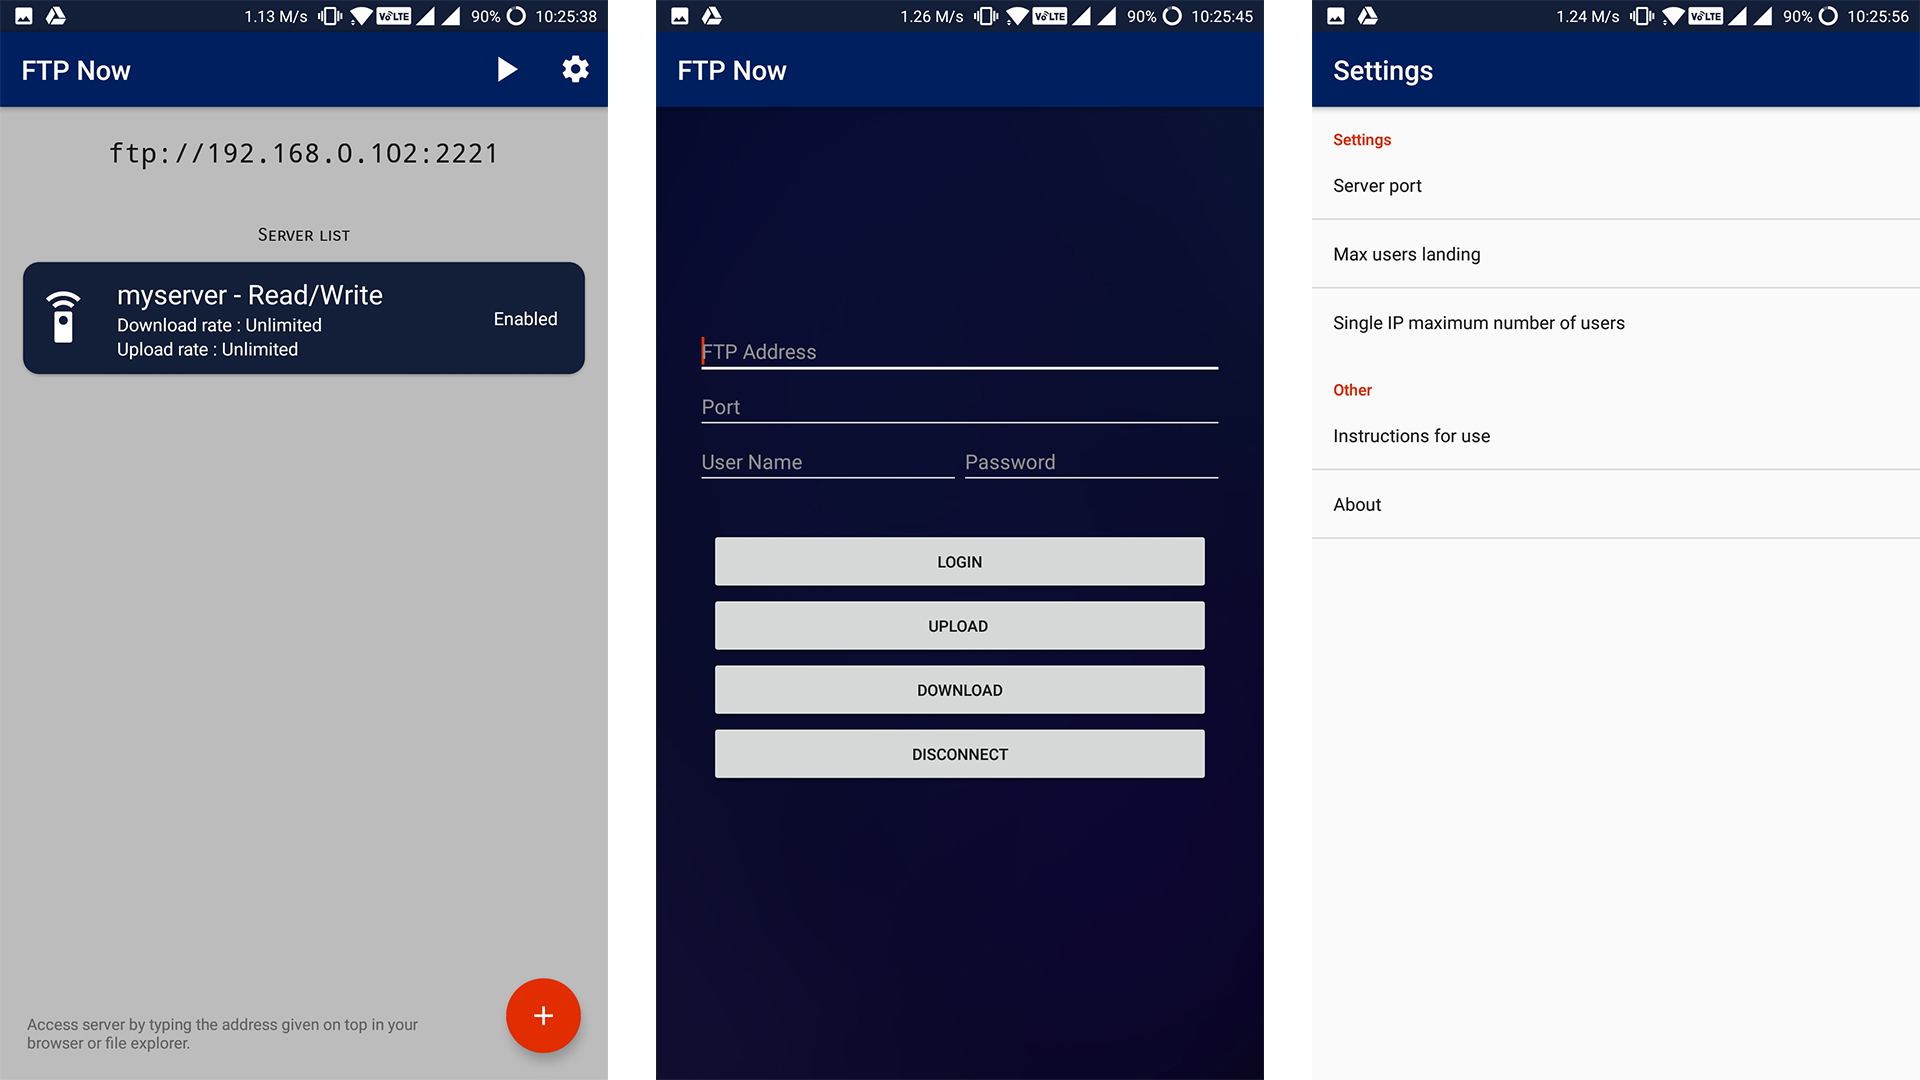 1.13 M/s VoLTE 90% 10:25:38
FTP Now
ftp://192.168.0.102:2221
Server list
myserver - Read/Write
Download rate : Unlimited
Upload rate : Unlimited
Enabled
+
Access server by typing the address given on top in your
browser or file explorer.
1.26 M/s VoLTE 90% 10:25:45
FTP Now
FTP Address
Port
User Name Password
LOGIN
UPLOAD
DOWNLOAD
DISCONNECT
1.24 M/s VoLTE 90% 10:25:56
Settings
Settings
Server port
Max users landing
Single IP maximum number of users
Other
Instructions for use
About